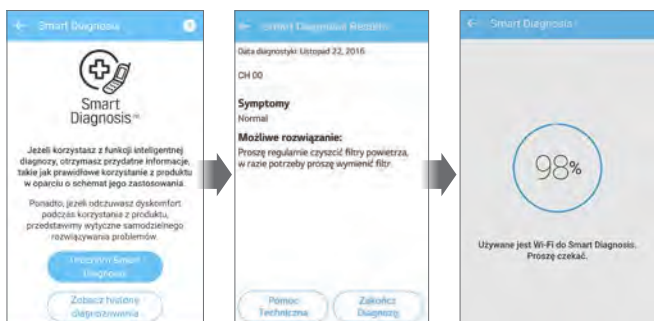 Smart Diagnosis
Smart
Diagnosis™
Jeżeli korzystasz z funkcji inteligentnej
diagnozy, otrzymasz przydatne informacje,
takie jak prawidłowe korzystanie z produktu
w oparciu o schemat jego zastosowania.
Ponadto, jeżeli odczuwasz dyskomfort
podczas korzystania z produktu,
przedstawimy wytyczne samodzielnego
rozwiązywania problemów.
Smart
Diagnosis
Zobacz historię
diagnozowania
Smart Diagnosis
Data diagnostyki: Listopad 22, 2016
CH 00
Symptomy
Normal
Możliwe rozwiązanie:
Proszę regularnie czyścić filtry powietrza,
w razie potrzeby proszę wymienić filtr.
Pomoc
Techniczna
Zakończ
Diagnozę
Smart Diagnosis
98%
Używane jest Wi-Fi do Smart Diagnosis.
Proszę czekać.